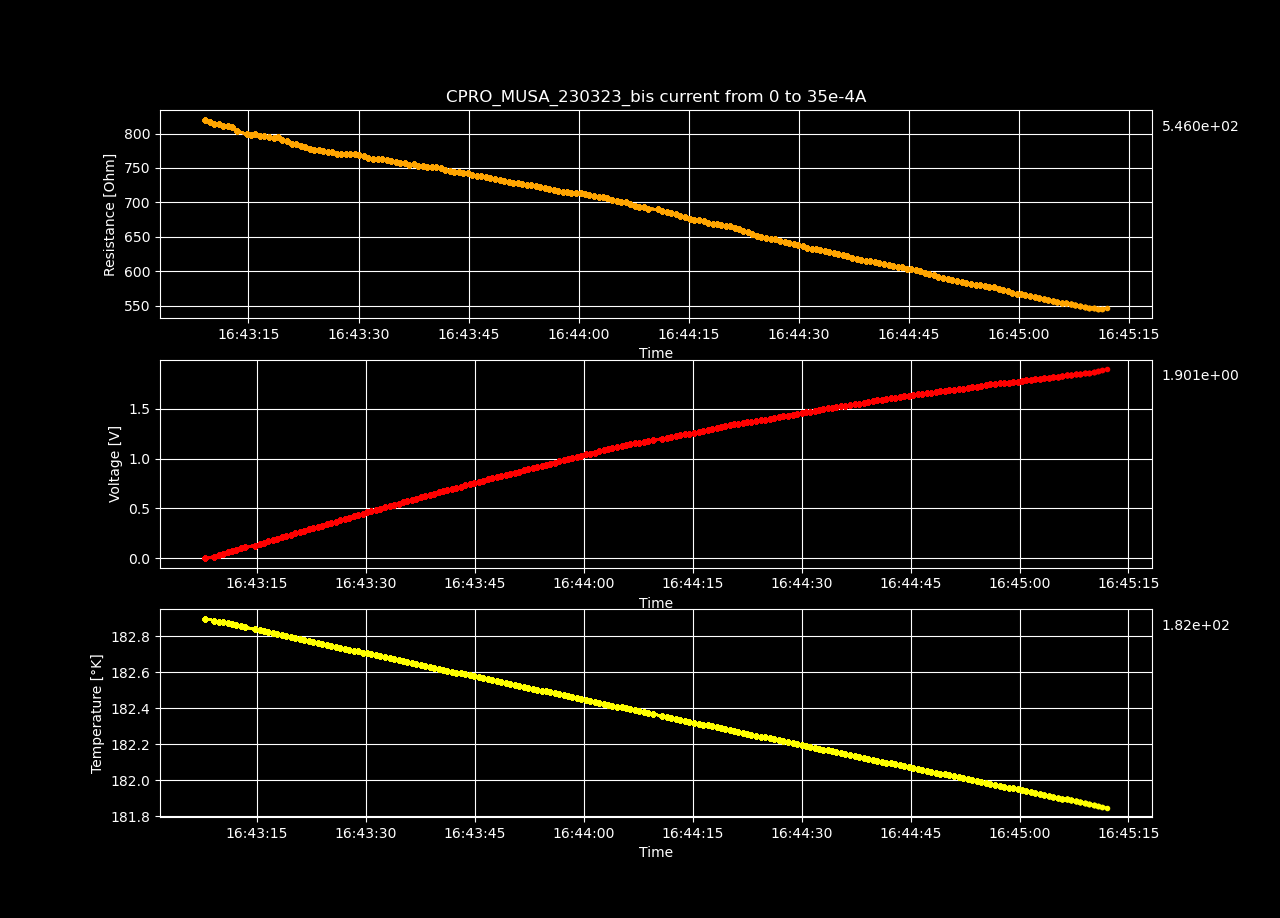 CPRO_MUSA_230323_bis current from 0 to 35e-4A
5.460e+02
Resistance [Ohm]
800
750
700
650
600
550
16:43:15 16:43:30 16:43:45 16:44:00 16:44:15 16:44:30 16:44:45 16:45:00 16:45:15
Time
1.901e+00
Voltage [V]
1.5
1.0
0.5
0.0
16:43:15 16:43:30 16:43:45 16:44:00 16:44:15 16:44:30 16:44:45 16:45:00 16:45:15
Time
1.82e+02
Temperature [°K]
182.8
182.6
182.4
182.2
182.0
181.8
16:43:15 16:43:30 16:43:45 16:44:00 16:44:15 16:44:30 16:44:45 16:45:00 16:45:15
Time